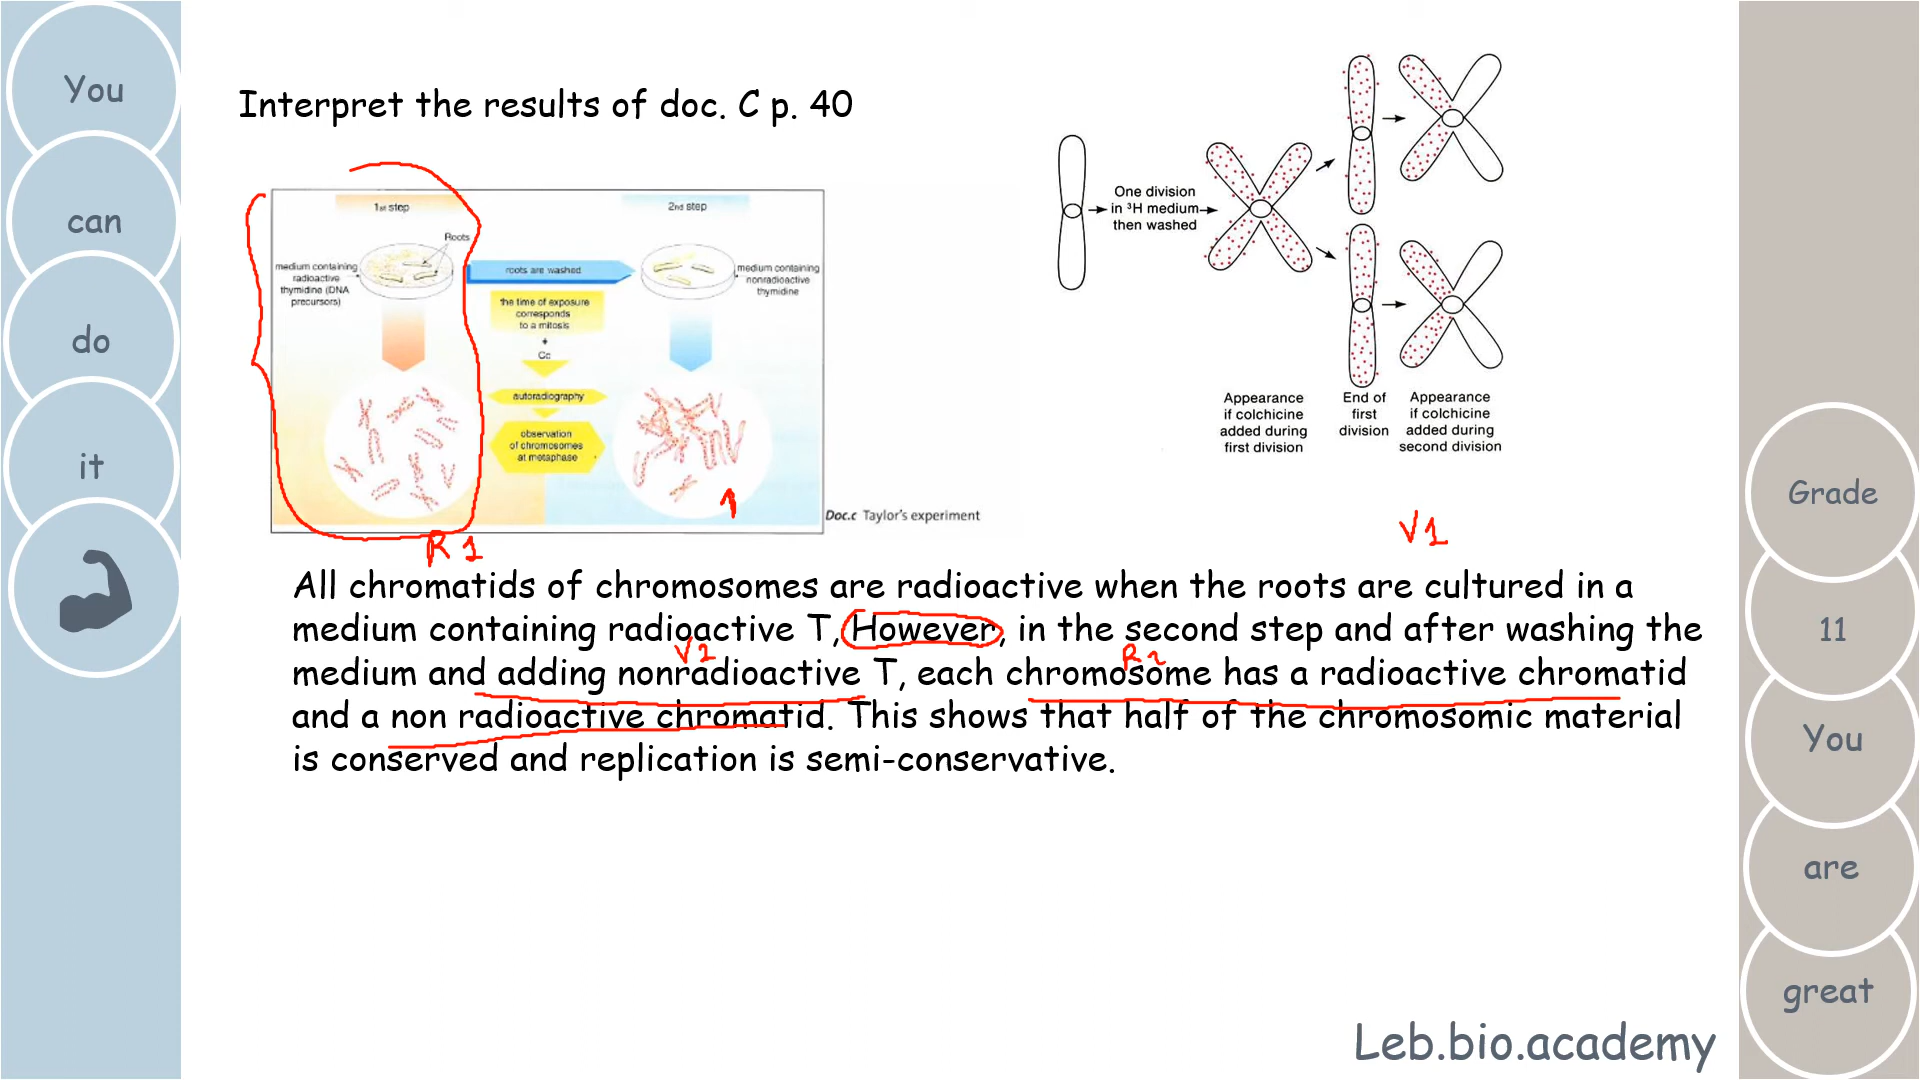 You
can
do
it
Interpret the results of doc. C p. 40
1st step
2nd step
Roots
medium containing
radioactive
thymidine (DNA
precursors)
roots are washed
medium containing
nonradioactive
thymidine
the time of exposure
corresponds
to a mitosis
+
Cc
autoradiography
observation
of chromosomes
at metaphase
Doc.c Taylor's experiment
One division
in ³H medium
then washed
Appearance
if colchicine
added during
first division
End of
first
division
Appearance
if colchicine
added during
second division
R 1
V1
All chromatids of chromosomes are radioactive when the roots are cultured in a
medium containing radioactive T, However, in the second step and after washing the
V2
R2
medium and adding nonradioactive T, each chromosome has a radioactive chromatid
and a non radioactive chromatid. This shows that half of the chromosomic material
is conserved and replication is semi-conservative.
Grade
11
You
are
great
Leb.bio.academy